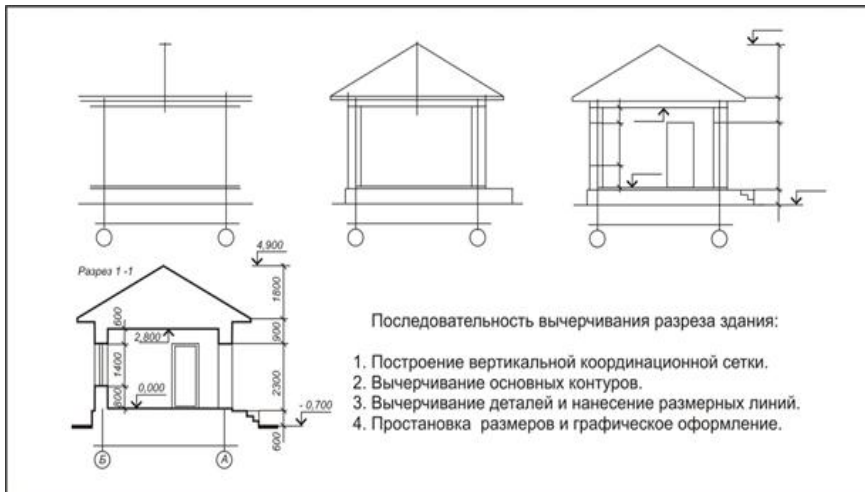 4,900
Разрез 1 -1
1800
600
900
2,800
1400
2300
0,000
800
- 0,700
600
Б
А
Последовательность вычерчивания разреза здания:
1. Построение вертикальной координационной сетки.
2. Вычерчивание основных контуров.
3. Вычерчивание деталей и нанесение размерных линий.
4. Простановка размеров и графическое оформление.